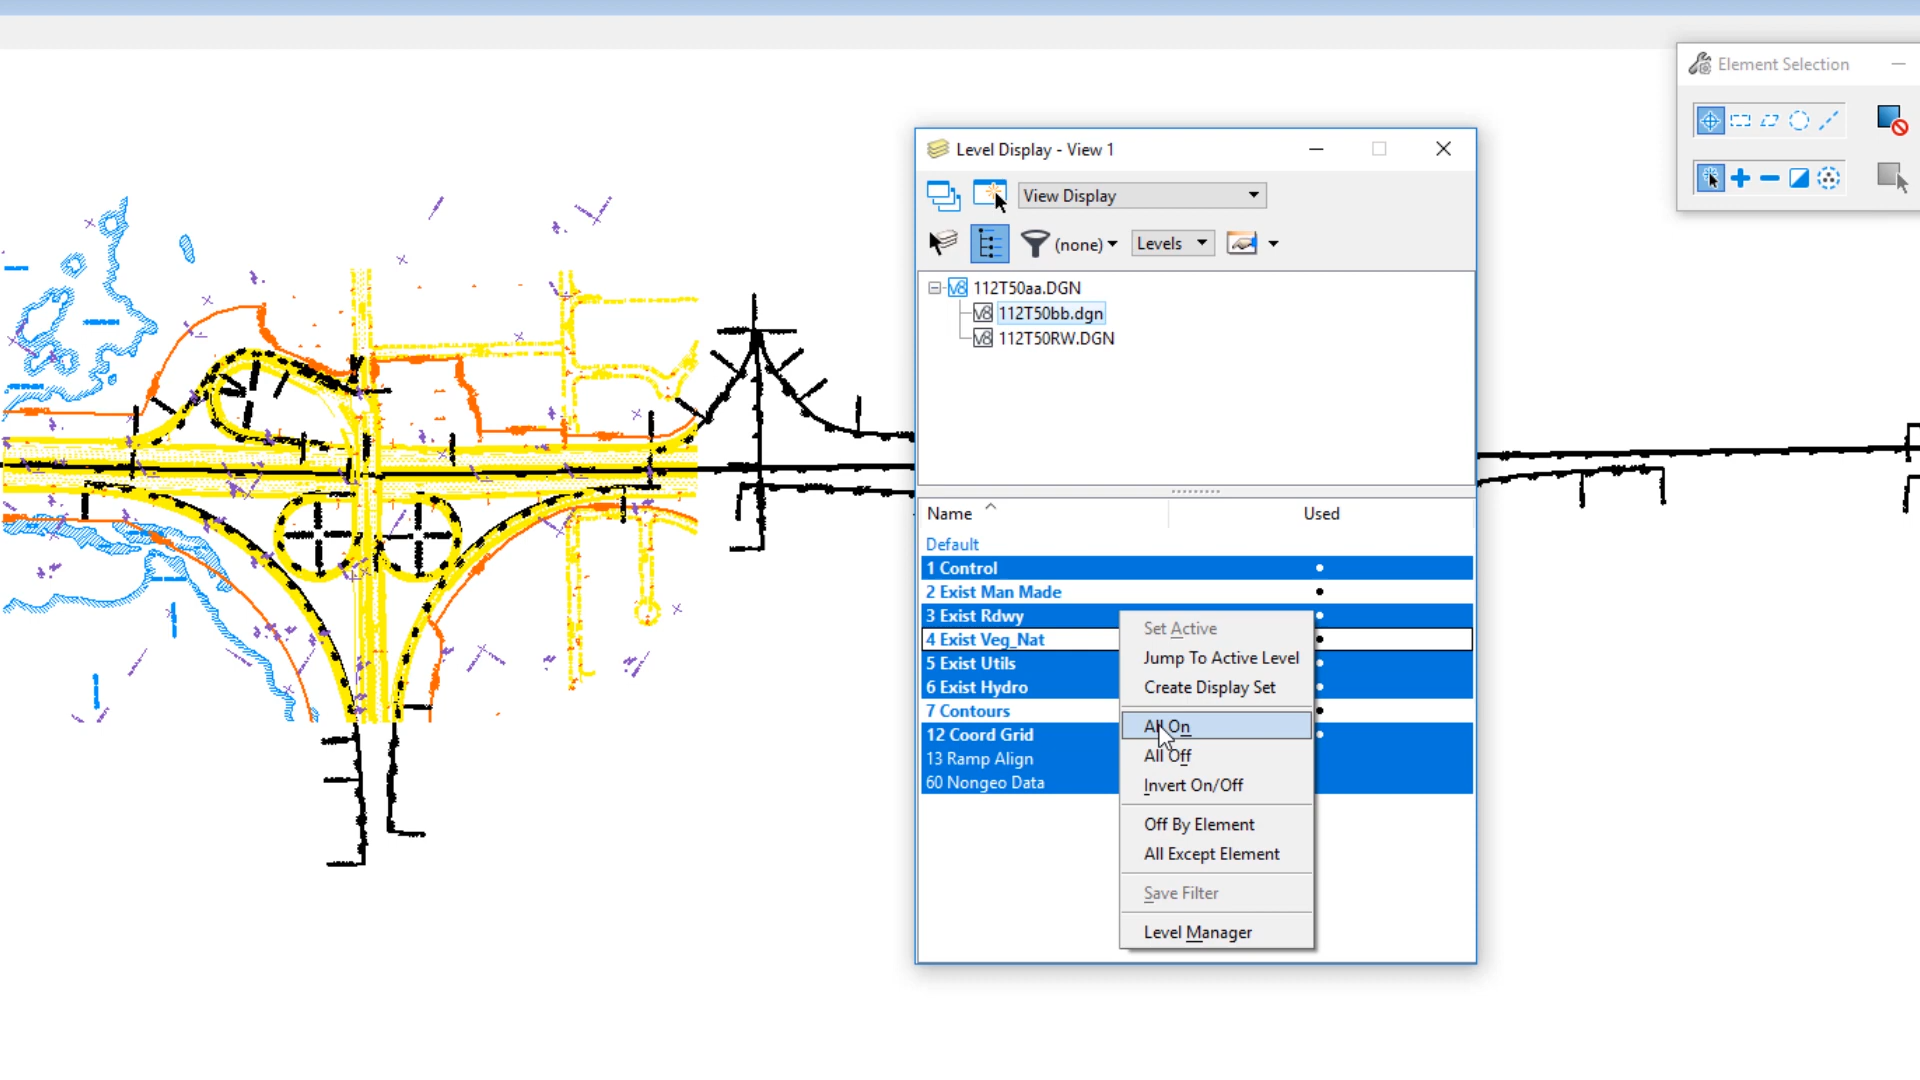 Element Selection
Level Display - View 1
View Display
(none)
Levels
112T50aa.DGN
112T50bb.dgn
112T50RW.DGN
Name
Used
Default
1 Control
2 Exist Man Made
3 Exist Rdwy
4 Exist Veg_Nat
5 Exist Utils
6 Exist Hydro
7 Contours
12 Coord Grid
13 Ramp Align
60 Nongeo Data
Set Active
Jump To Active Level
Create Display Set
All On
All Off
Invert On/Off
Off By Element
All Except Element
Save Filter
Level Manager